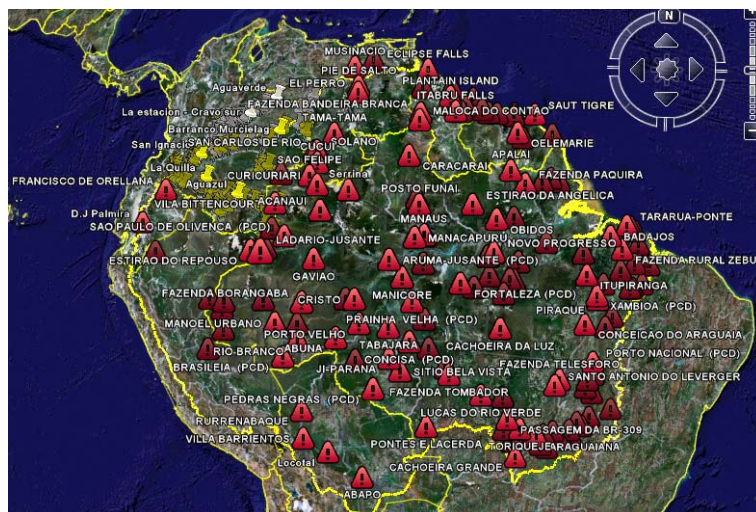 N
MUSINACIO
ECLIPSE FALLS
PIE DE SALTO
EL PERRO
PLANTAIN ISLAND
Aguaverde
ITABRU FALLS
FAZENDA BANDEIRA BRANCA
MALOCA DO CONTAO
SAUT TIGRE
La estacion - Cravo sur
TAMA-TAMA
Barranco Murcielag
SAN CARLOS DE RIO
SOLANO
OELEMARIE
San Ignacio
CUCUI
APALAI
La Quilla
SAO FELIPE
CARACARAI
FAZENDA PAQUIRA
FRANCISCO DE ORELLANA
Aguazul
CURICURIARI
Serrina
POSTO FUNAI
ESTIRAO DA ANGELICA
VILA BITTENCOURT
ACANAUI
D.J Palmira
MANAUS
TARARUA-PONTE
SAO PAULO DE OLIVENCA (PCD)
OBIDOS
BADAJOS
LADARIO-JUSANTE
MANACAPURU
NOVO PROGRESSO
ESTIRAO DO REPOUSO
ARUMA-JUSANTE (PCD)
FAZENDA RURAL ZEBU
GAVIAO
ITUPIRANGA
FAZENDA BORANGABA
CRISTO
MANICORE
FORTALEZA (PCD)
PIRAQUE
XAMBIOA (PCD)
MANOEL URBANO
PRAINHA VELHA (PCD)
PORTO VELHO
CACHOEIRA DA LUZ
CONCEICAO DO ARAGUAIA
RIO-BRANCO
ABUNA
TABAJARA
PORTO NACIONAL (PCD)
BRASILEIA (PCD)
JI-PARANA
CONCISA (PCD)
FAZENDA TELESFORO
SITIO BELA VISTA
SANTO ANTONIO DO LEVERGER
PEDRAS NEGRAS (PCD)
FAZENDA TOMBADOR
RURRENABAQUE
LUCAS DO RIO VERDE
VILLA BARRIENTOS
PASSAGEM DA BR-309
PONTES E LACERDA
TORIQUEJE
ARAGUAIANA
Locotal
CACHOEIRA GRANDE
ABAPO